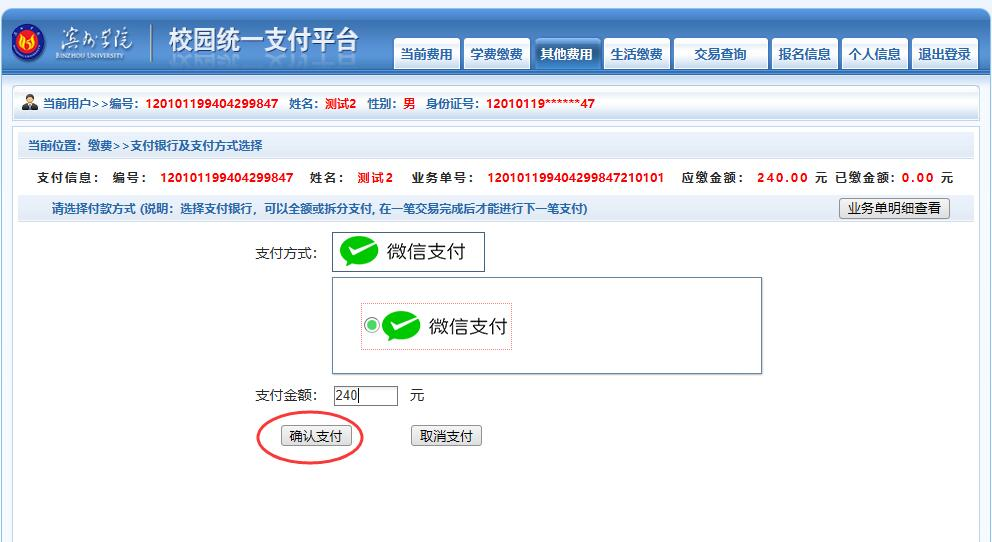 滨州学院
BINZHOU UNIVERSITY
校园统一支付平台
当前费用 学费缴费 其他费用 生活缴费 交易查询 报名信息 个人信息 退出登录
当前用户>>编号: 120101199404299847 姓名: 测试2 性别: 男 身份证号: 12010119******47
当前位置: 缴费>>支付银行及支付方式选择
支付信息: 编号: 120101199404299847 姓名: 测试2 业务单号: 120101199404299847210101 应缴金额: 240.00 元 已缴金额: 0.00 元
请选择付款方式 (说明: 选择支付银行, 可以全额或拆分支付, 在一笔交易完成后才能进行下一笔支付) 业务单明细查看
支付方式: 微信支付
微信支付
支付金额: 240 元
确认支付 取消支付